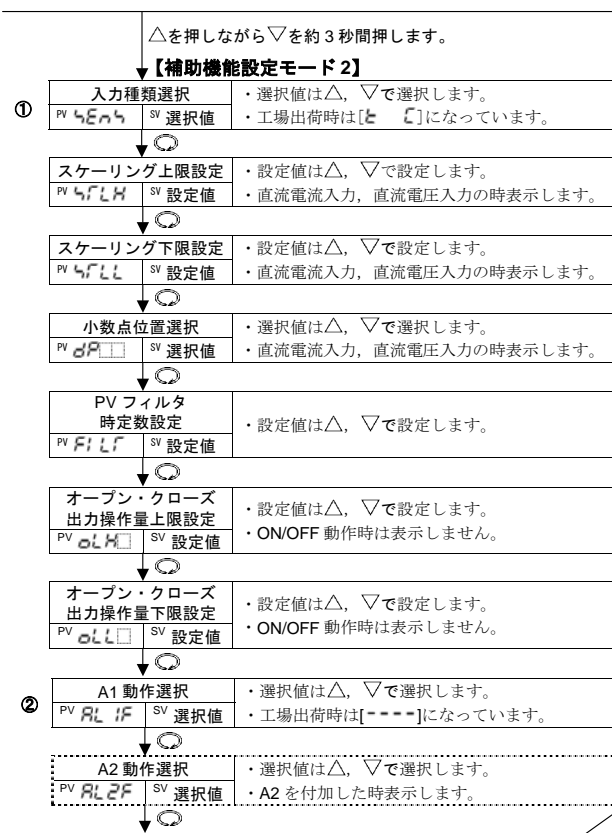 △を押しながら▽を約3秒間押します。
【補助機能設定モード2】
①
入力種類選択
PV SEnS SV 選択値
・選択値は△，▽で選択します。
・工場出荷時は[E C]になっています。
スケーリング上限設定
PV SFLH SV 設定値
・設定値は△，▽で設定します。
・直流電流入力，直流電圧入力の時表示します。
スケーリング下限設定
PV SFLL SV 設定値
・設定値は△，▽で設定します。
・直流電流入力，直流電圧入力の時表示します。
小数点位置選択
PV dP SV 選択値
・選択値は△，▽で選択します。
・直流電流入力，直流電圧入力の時表示します。
PV フィルタ
時定数設定
PV FILT SV 設定値
・設定値は△，▽で設定します。
オープン・クローズ
出力操作量上限設定
PV oLH SV 設定値
・設定値は△，▽で設定します。
・ON/OFF 動作時は表示しません。
オープン・クローズ
出力操作量下限設定
PV oLL SV 設定値
・設定値は△，▽で設定します。
・ON/OFF 動作時は表示しません。
②
A1 動作選択
PV AL1F SV 選択値
・選択値は△，▽で選択します。
・工場出荷時は[----]になっています。
A2 動作選択
PV AL2F SV 選択値
・選択値は△，▽で選択します。
・A2 を付加した時表示します。